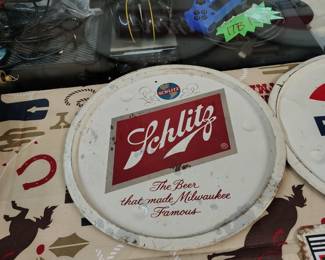 SCHLITZ
Schlitz
®
The Beer
that made Milwaukee
Famous